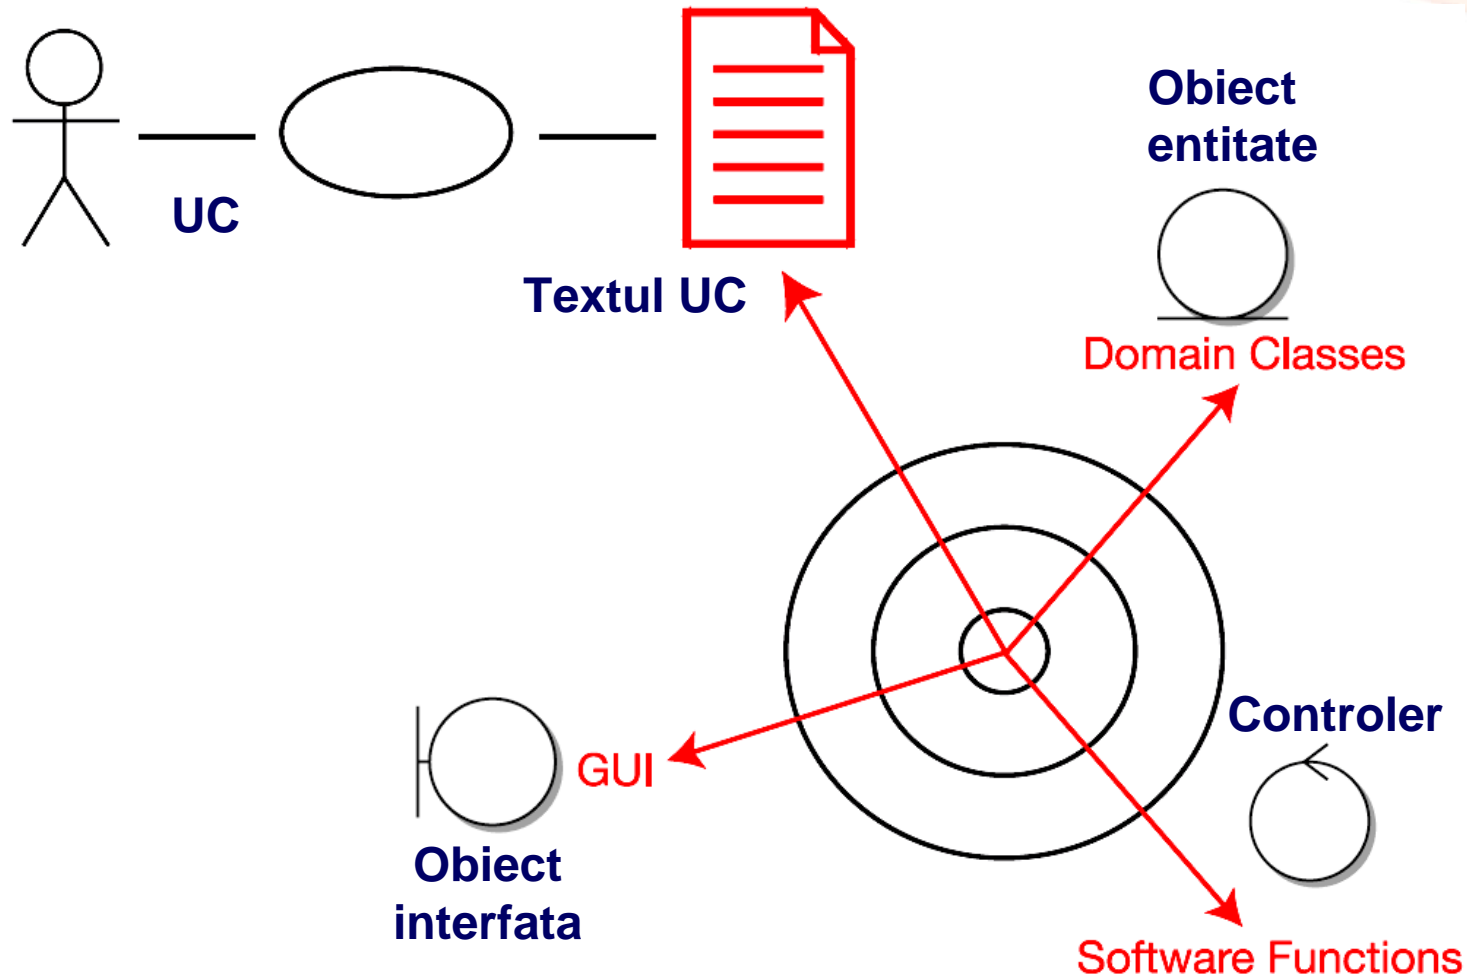 Obiect
entitate
UC
Textul UC
Domain Classes
Controler
GUI
Obiect
interfata
Software Functions